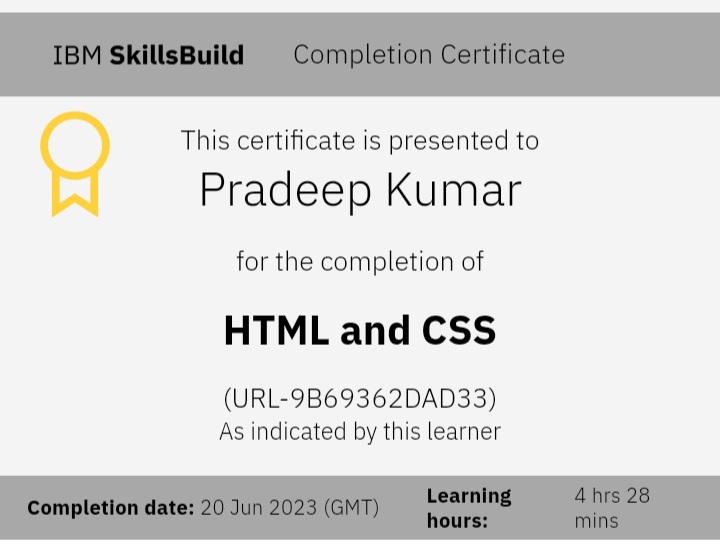 IBM SkillsBuild Completion Certificate
This certificate is presented to
Pradeep Kumar
for the completion of
HTML and CSS
(URL-9B69362DAD33)
As indicated by this learner
Completion date: 20 Jun 2023 (GMT)
Learning
hours:
4 hrs 28
mins